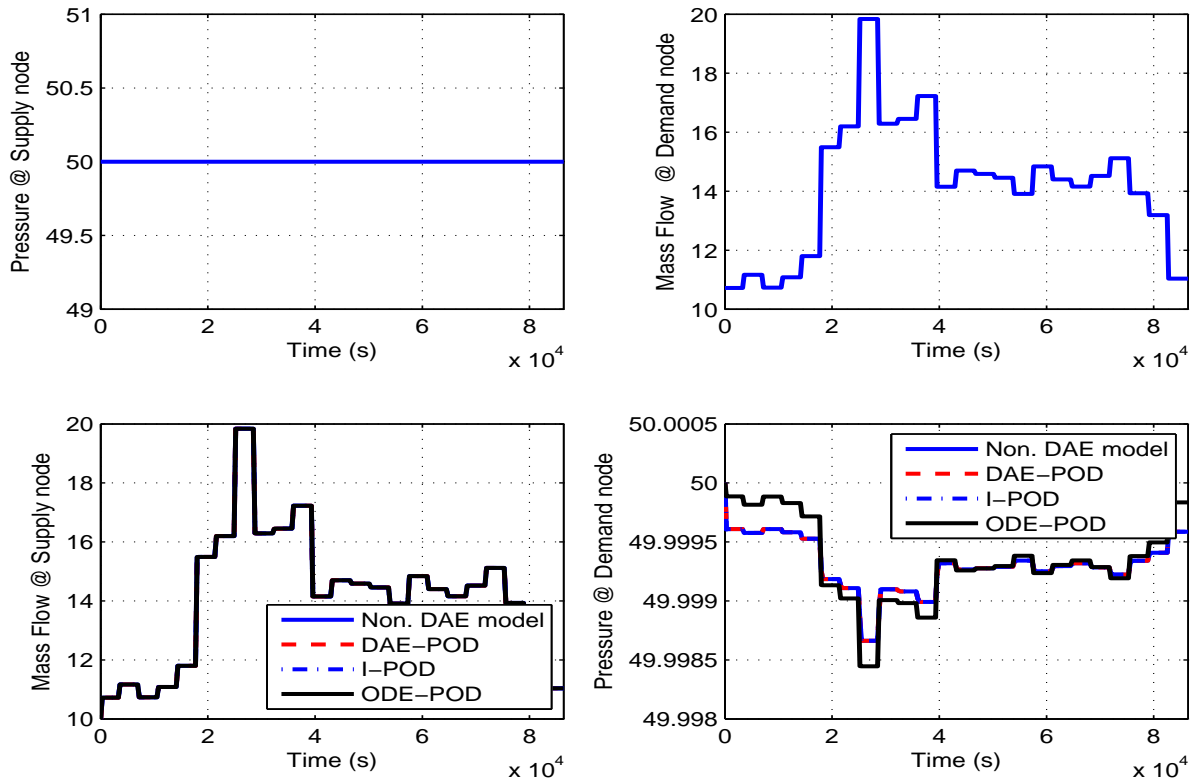 51
50.5
50
49.5
49
Pressure @ Supply node
0 2 4 6 8
Time (s)
x 10^4
20
18
16
14
12
10
Mass Flow @ Demand node
0 2 4 6 8
Time (s)
x 10^4
20
18
16
14
12
10
Mass Flow @ Supply node
Non. DAE model
DAE−POD
I−POD
ODE−POD
0 2 4 6 8
Time (s)
x 10^4
50.0005
50
49.9995
49.999
49.9985
49.998
Pressure @ Demand node
Non. DAE model
DAE−POD
I−POD
ODE−POD
0 2 4 6 8
Time (s)
x 10^4